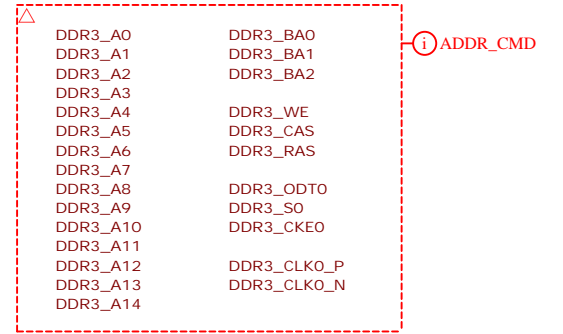 DDR3_A0 DDR3_BA0
DDR3_A1 DDR3_BA1
DDR3_A2 DDR3_BA2
DDR3_A3
DDR3_A4 DDR3_WE
DDR3_A5 DDR3_CAS
DDR3_A6 DDR3_RAS
DDR3_A7
DDR3_A8 DDR3_ODT0
DDR3_A9 DDR3_S0
DDR3_A10 DDR3_CKE0
DDR3_A11
DDR3_A12 DDR3_CLK0_P
DDR3_A13 DDR3_CLK0_N
DDR3_A14
i ADDR_CMD